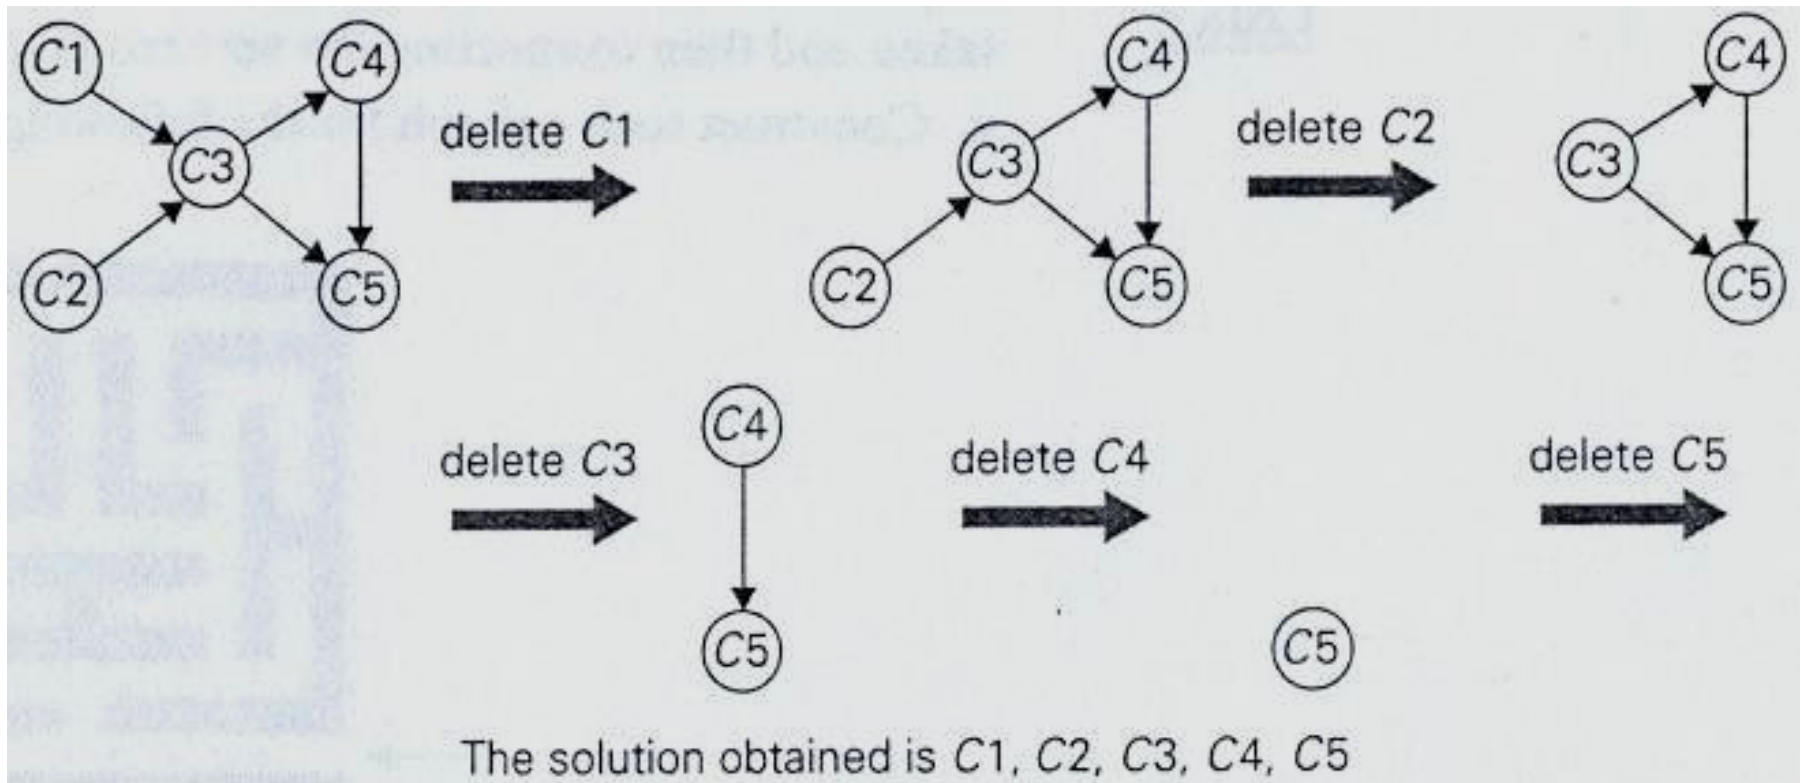 C1
C4
C3
C2
C5
delete C1
C4
C3
C2
C5
delete C2
C4
C3
C5
delete C3
C4
C5
delete C4
C5
delete C5
The solution obtained is C1, C2, C3, C4, C5